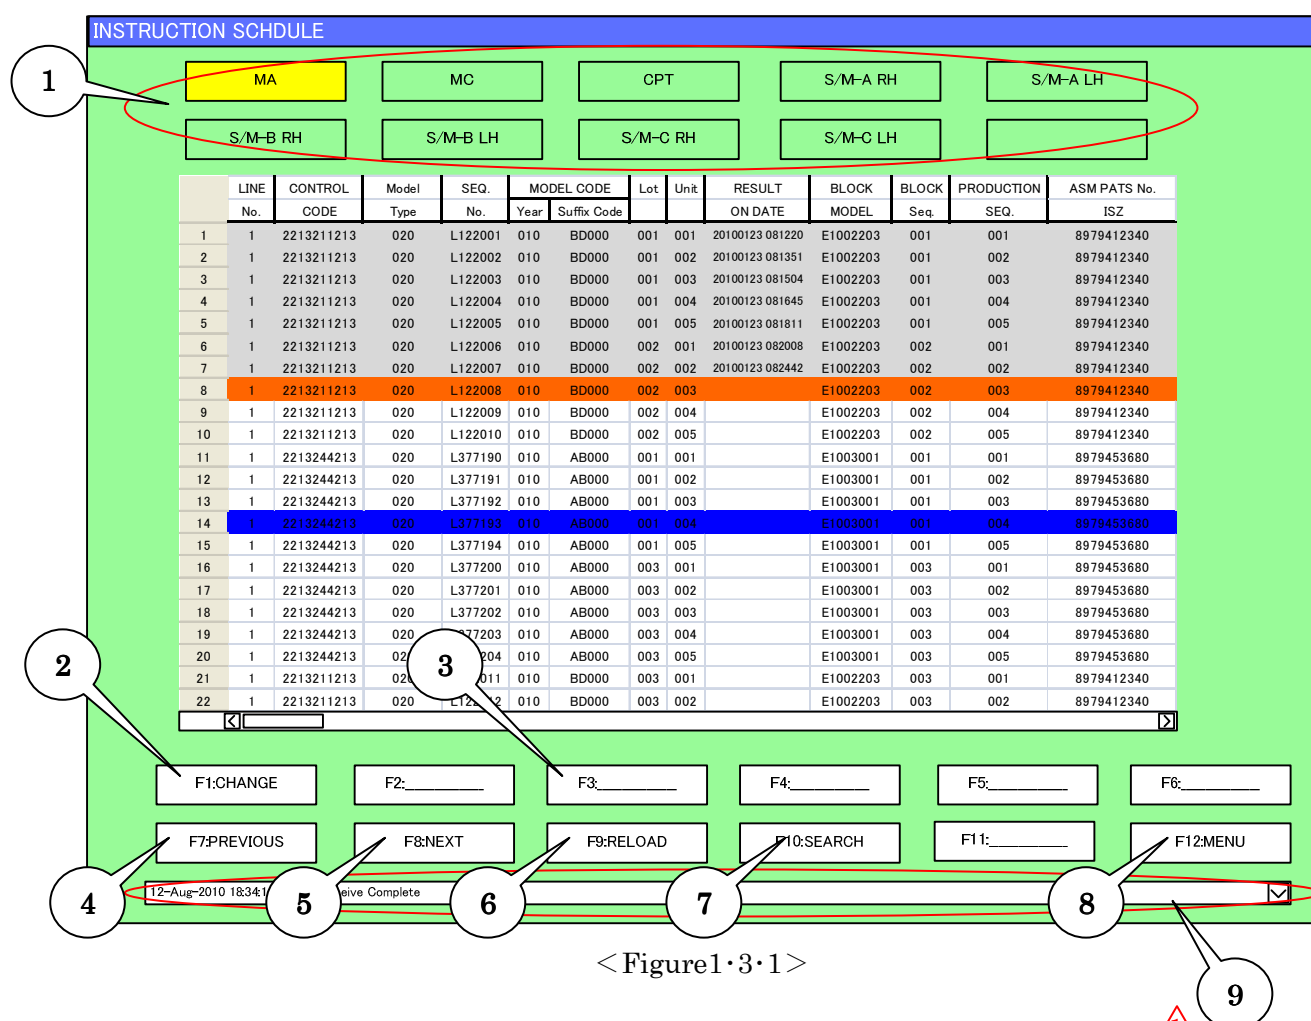 INSTRUCTION SCHDULE
MA MC CPT S/M-A RH S/M-A LH
1
S/M-B RH S/M-B LH S/M-C RH S/M-C LH
LINE CONTROL Model SEQ. MODEL CODE Lot Unit RESULT BLOCK BLOCK PRODUCTION ASM PATS No.
No. CODE Type No. Year Suffix Code ON DATE MODEL Seq. SEQ. ISZ
1 1 2213211213 020 L122001 010 BD000 001 001 20100123 081220 E1002203 001 001 8979412340
2 1 2213211213 020 L122002 010 BD000 001 002 20100123 081351 E1002203 001 002 8979412340
3 1 2213211213 020 L122003 010 BD000 001 003 20100123 081504 E1002203 001 003 8979412340
4 1 2213211213 020 L122004 010 BD000 001 004 20100123 081645 E1002203 001 004 8979412340
5 1 2213211213 020 L122005 010 BD000 001 005 20100123 081811 E1002203 001 005 8979412340
6 1 2213211213 020 L122006 010 BD000 002 001 20100123 082008 E1002203 002 001 8979412340
7 1 2213211213 020 L122007 010 BD000 002 002 20100123 082442 E1002203 002 002 8979412340
8 1 2213211213 020 L122008 010 BD000 002 003 E1002203 002 003 8979412340
9 1 2213211213 020 L122009 010 BD000 002 004 E1002203 002 004 8979412340
10 1 2213211213 020 L122010 010 BD000 002 005 E1002203 002 005 8979412340
11 1 2213244213 020 L377190 010 AB000 001 001 E1003001 001 001 8979453680
12 1 2213244213 020 L377191 010 AB000 001 002 E1003001 001 002 8979453680
13 1 2213244213 020 L377192 010 AB000 001 003 E1003001 001 003 8979453680
14 1 2213244213 020 L377193 010 AB000 001 004 E1003001 001 004 8979453680
15 1 2213244213 020 L377194 010 AB000 001 005 E1003001 001 005 8979453680
16 1 2213244213 020 L377200 010 AB000 003 001 E1003001 003 001 8979453680
17 1 2213244213 020 L377201 010 AB000 003 002 E1003001 003 002 8979453680
18 1 2213244213 020 L377202 010 AB000 003 003 E1003001 003 003 8979453680
19 1 2213244213 020 77203 010 AB000 003 004 E1003001 003 004 8979453680
20 1 2213244213 02 204 010 AB000 003 005 E1003001 003 005 8979453680
21 1 2213211213 020 011 010 BD000 003 001 E1002203 003 001 8979412340
22 1 2213211213 020 L122 2 010 BD000 003 002 E1002203 003 002 8979412340
2 3
F1:CHANGE F2:__________ F3:__________ F4:__________ F5:__________ F6:__________
F7:PREVIOUS F8:NEXT F9:RELOAD F10:SEARCH F11:__________ F12:MENU
12-Aug-2010 18:34:1 eive Complete
4 5 6 7 8
<Figure1・3・1>
9